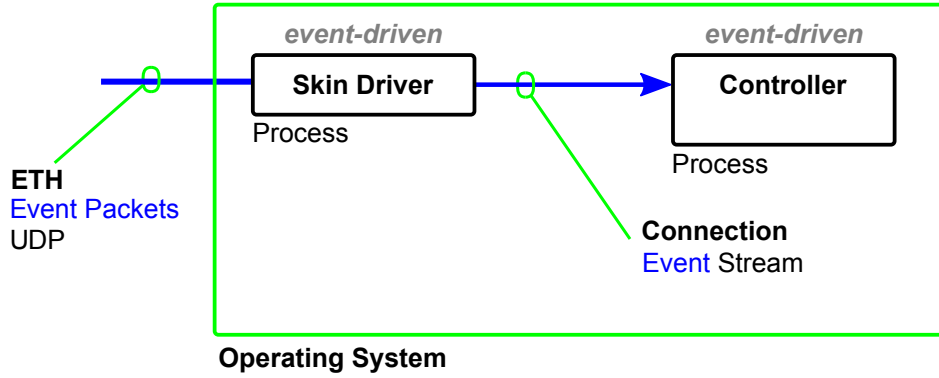 event-driven
event-driven
Skin Driver
Controller
Process
Process
ETH
Event Packets
UDP
Connection
Event Stream
Operating System